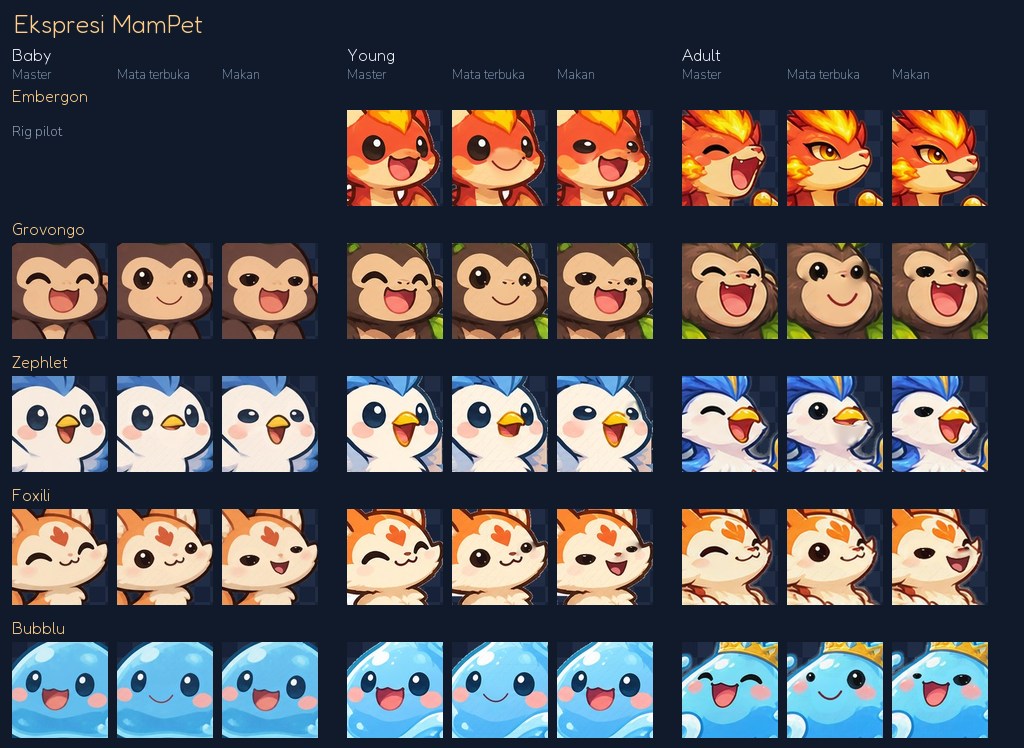 Ekspresi MamPet
Baby Young Adult
Master Mata terbuka Makan Master Mata terbuka Makan Master Mata terbuka Makan
Embergon
Rig pilot
Grovongo
Zephlet
Foxili
Bubblu